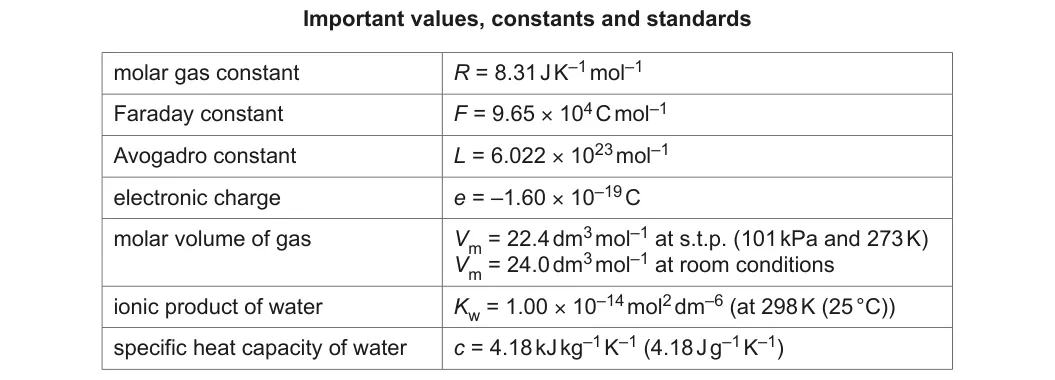 Important values, constants and standards
molar gas constant R = 8.31 J K⁻¹ mol⁻¹
Faraday constant F = 9.65 × 10⁴ C mol⁻¹
Avogadro constant L = 6.022 × 10²³ mol⁻¹
electronic charge e = –1.60 × 10⁻¹⁹ C
molar volume of gas Vₘ = 22.4 dm³ mol⁻¹ at s.t.p. (101 kPa and 273 K)
Vₘ = 24.0 dm³ mol⁻¹ at room conditions
ionic product of water K_w = 1.00 × 10⁻¹⁴ mol² dm⁻⁶ (at 298 K (25 °C))
specific heat capacity of water c = 4.18 kJ kg⁻¹ K⁻¹ (4.18 J g⁻¹ K⁻¹)